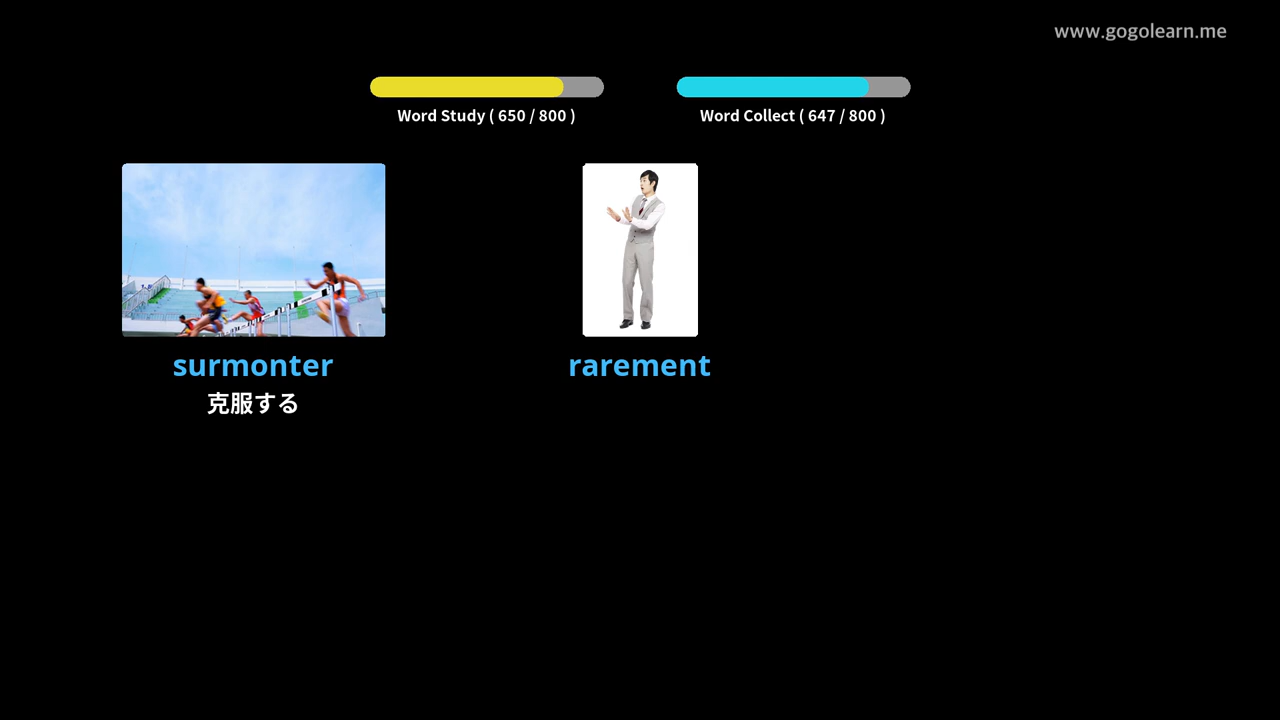 www.gogolearn.me
Word Study ( 650 / 800 )
Word Collect ( 647 / 800 )
surmonter
克服する
rarement